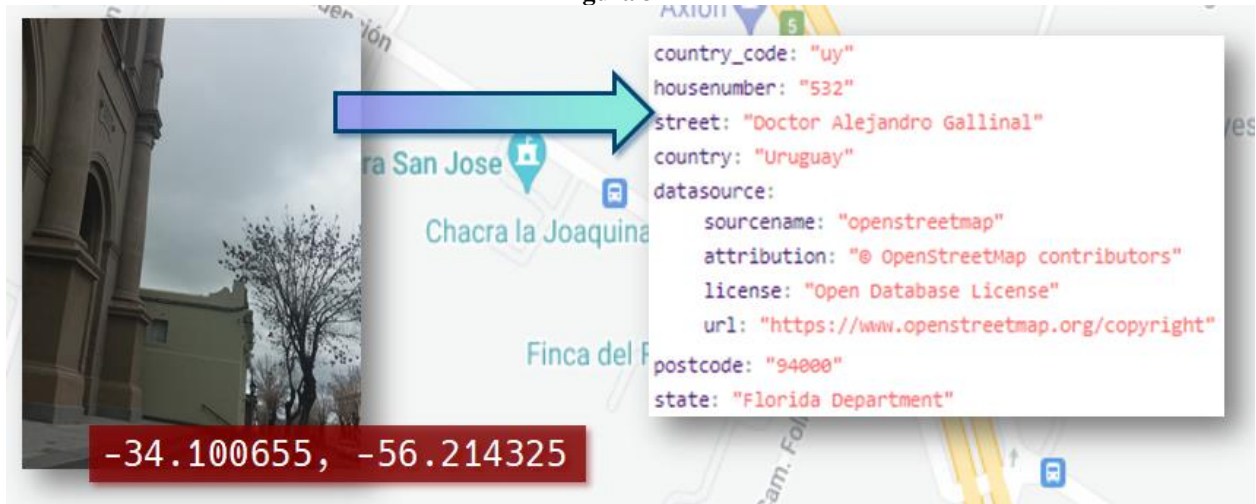 Axion
5
country_code: "uy"
housenumber: "532"
street: "Doctor Alejandro Gallinal"
country: "Uruguay"
datasource:
sourcename: "openstreetmap"
attribution: "© OpenStreetMap contributors"
license: "Open Database License"
url: "https://www.openstreetmap.org/copyright"
postcode: "94000"
state: "Florida Department"
ra San Jose
Chacra la Joaquina
Finca del
-34.100655, -56.214325